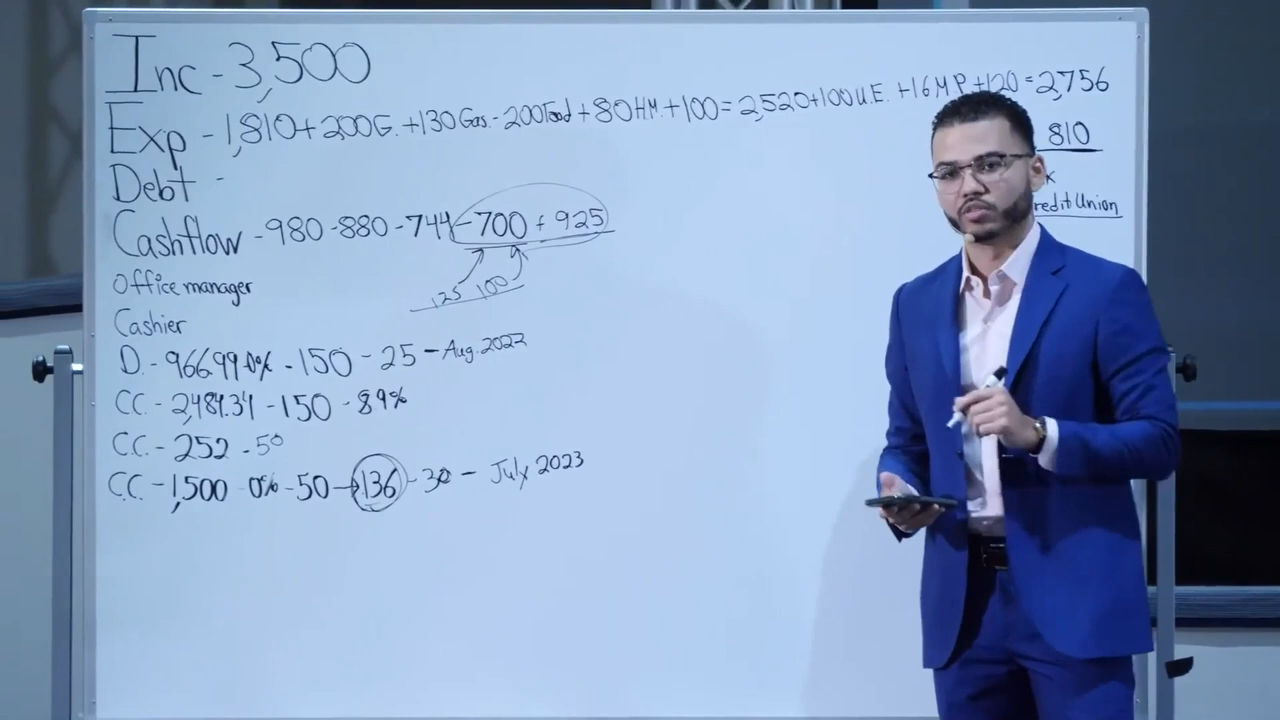 Inc - 3,500
Exp - 1,810 + 200G. + 130 Gas. - 200 Food + 80 H.M. + 100 = 2,520 + 100 U.E. + 16 M.P. + 120 = 2,756
810
Debt -
redit Union
Cashflow - 980 - 880 - 744 - 700 + 925
125 100
Office manager
Cashier
D. - 966.99 0% - 150 - 25 - Aug. 2022
C.C. - 2,484.34 - 150 - 89%
C.C. - 252 - 50
C.C. - 1,500 0% - 50 → 136 - 30 - July 2023